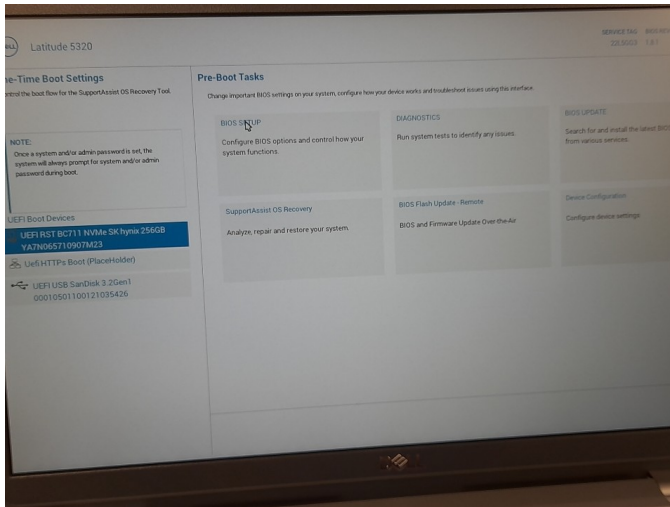 DELL
Latitude 5320
SERVICE TAG
e-Time Boot Settings
ontrol the boot flow for the SupportAssist OS Recovery Tool.
NOTE:
Once a system and/or admin password is set, the
system will always prompt for system and/or admin
password during boot.
UEFI Boot Devices
UEFI RST BC711 NVMe SK hynix 256GB
YA7N065710907M23
UefiHTTPs Boot (PlaceHolder)
UEFI USB SanDisk 3.2Gen1
00010501100121035426
Pre-Boot Tasks
Change important BIOS settings on your system, configure how your device works and troubleshoot issues using this interface.
BIOS SETUP
Configure BIOS options and control how your
system functions.
DIAGNOSTICS
Run system tests to identify any issues.
BIOS UPDATE
Search for and install the latest BIOS
from various services.
SupportAssist OS Recovery
Analyze, repair and restore your system.
BIOS Flash Update - Remote
BIOS and Firmware Update Over-the-Air
Device Configuration
Configure device settings